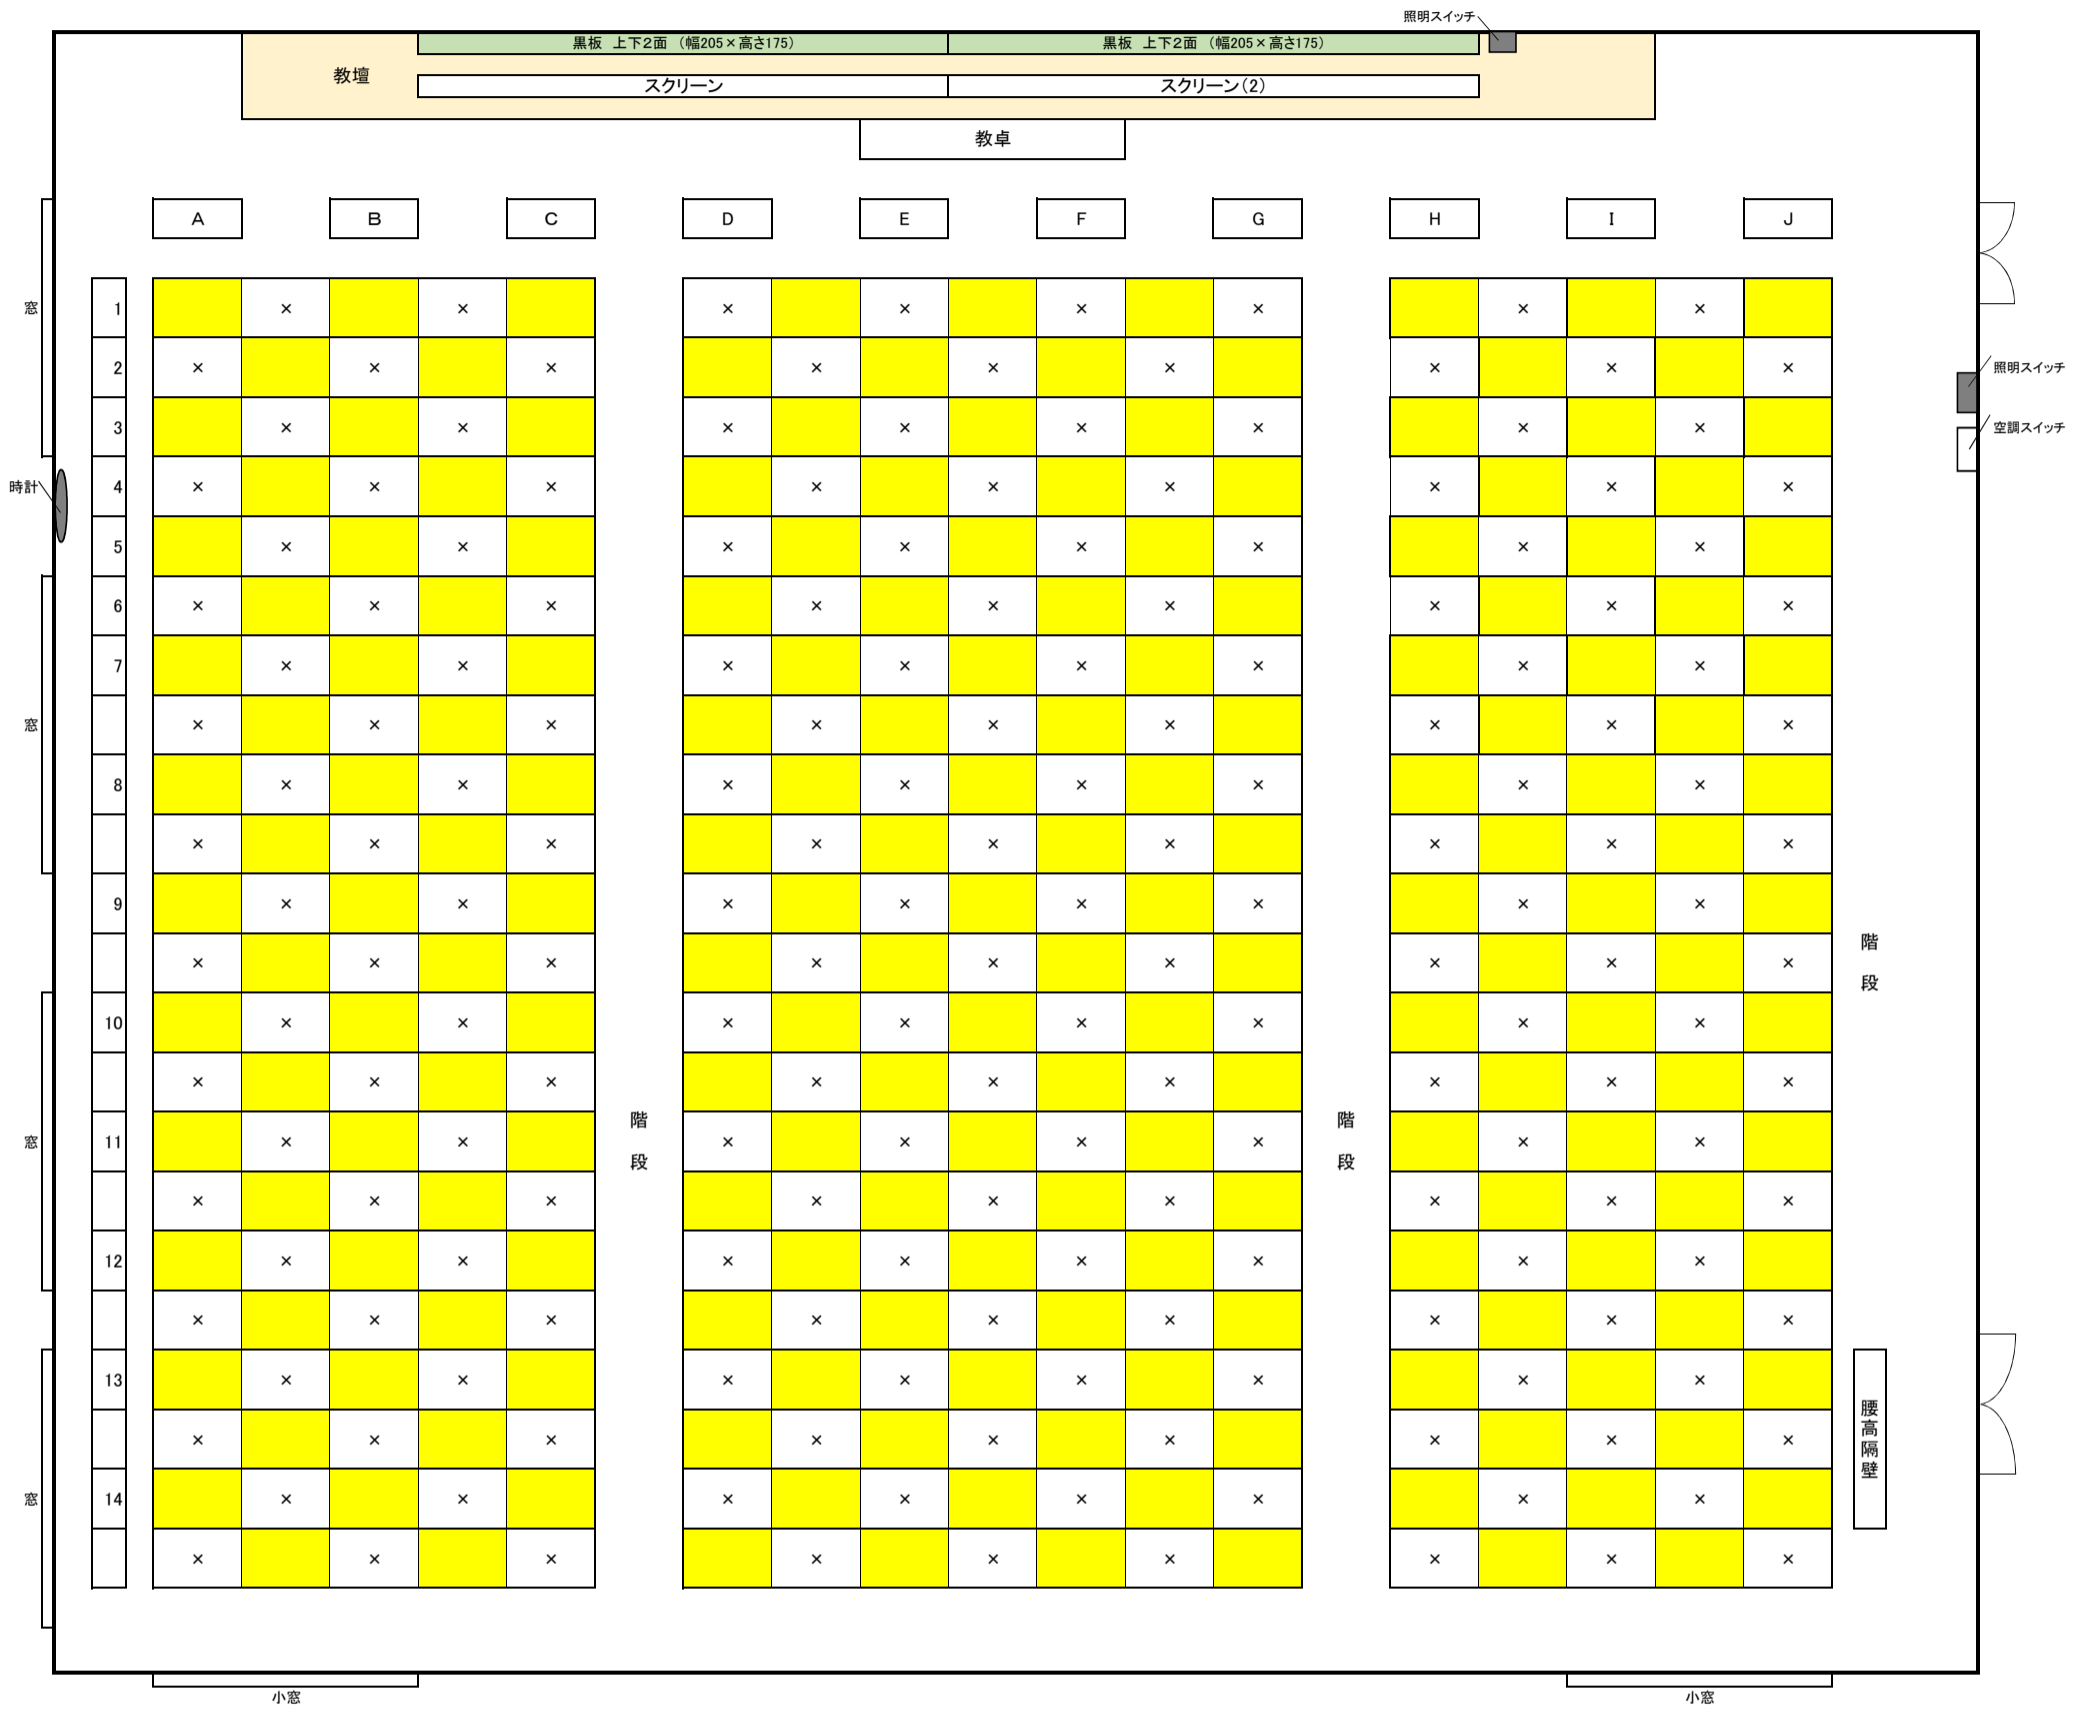 照明スイッチ
黒板 上下2面 (幅205×高さ175) 黒板 上下2面 (幅205×高さ175)
教壇
スクリーン スクリーン(2)
教卓
A B C D E F G H I J
窓 1 × × × × × × × ×
2 × × × × × × × × × 照明スイッチ
3 × × × × × × × × 空調スイッチ
時計 4 × × × × × × × × ×
5 × × × × × × × ×
6 × × × × × × × × ×
7 × × × × × × × ×
窓 × × × × × × × × ×
8 × × × × × × × ×
× × × × × × × × ×
9 × × × × × × × ×
× × × × × × × × ×
階段
10 × × × × × × × ×
× × × × × × × × ×
窓 11 × × × × × × × ×
階段 階段
× × × × × × × × ×
12 × × × × × × × ×
× × × × × × × × ×
13 × × × × × × × ×
× × × × × × × × ×
腰高隔壁
窓 14 × × × × × × × ×
× × × × × × × × ×
小窓 小窓